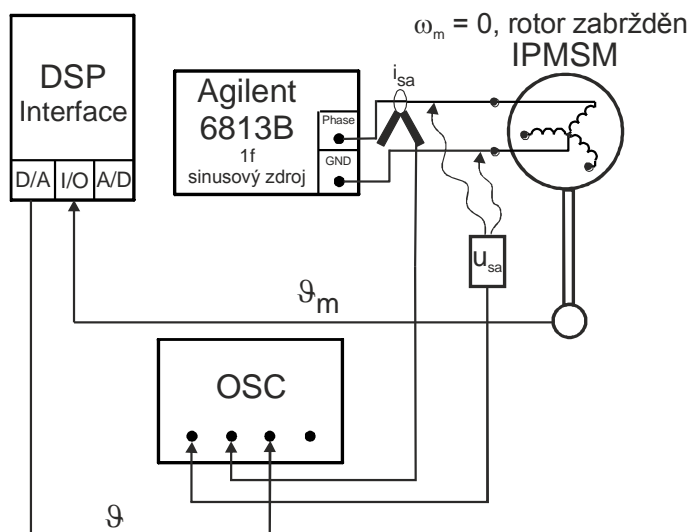 ωm = 0, rotor zabržděn
IPMSM
DSP
Interface
D/A I/O A/D
Agilent
6813B
1f
sinusový zdroj
Phase
GND
isa
usa
ϑm
OSC
ϑ